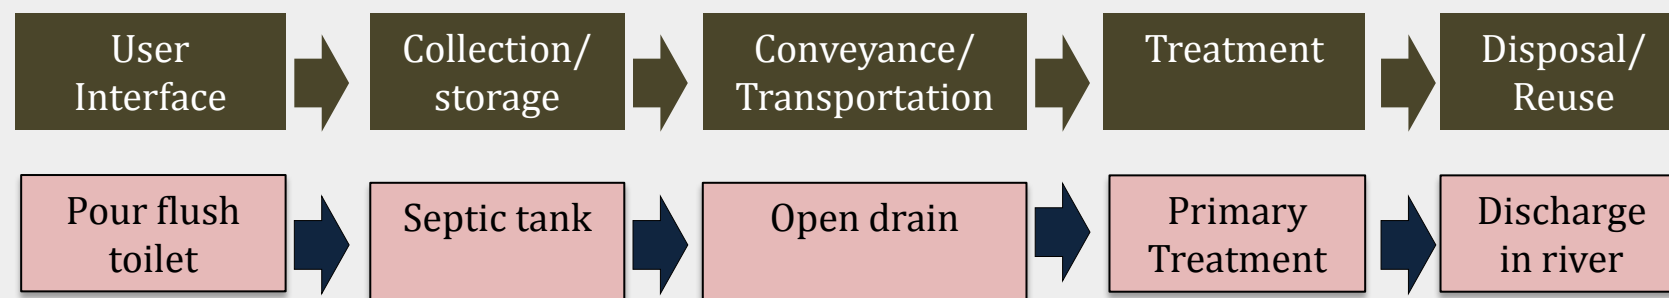 User
Interface
Collection/
storage
Conveyance/
Transportation
Treatment
Disposal/
Reuse
Pour flush
toilet
Septic tank
Open drain
Primary
Treatment
Discharge
in river